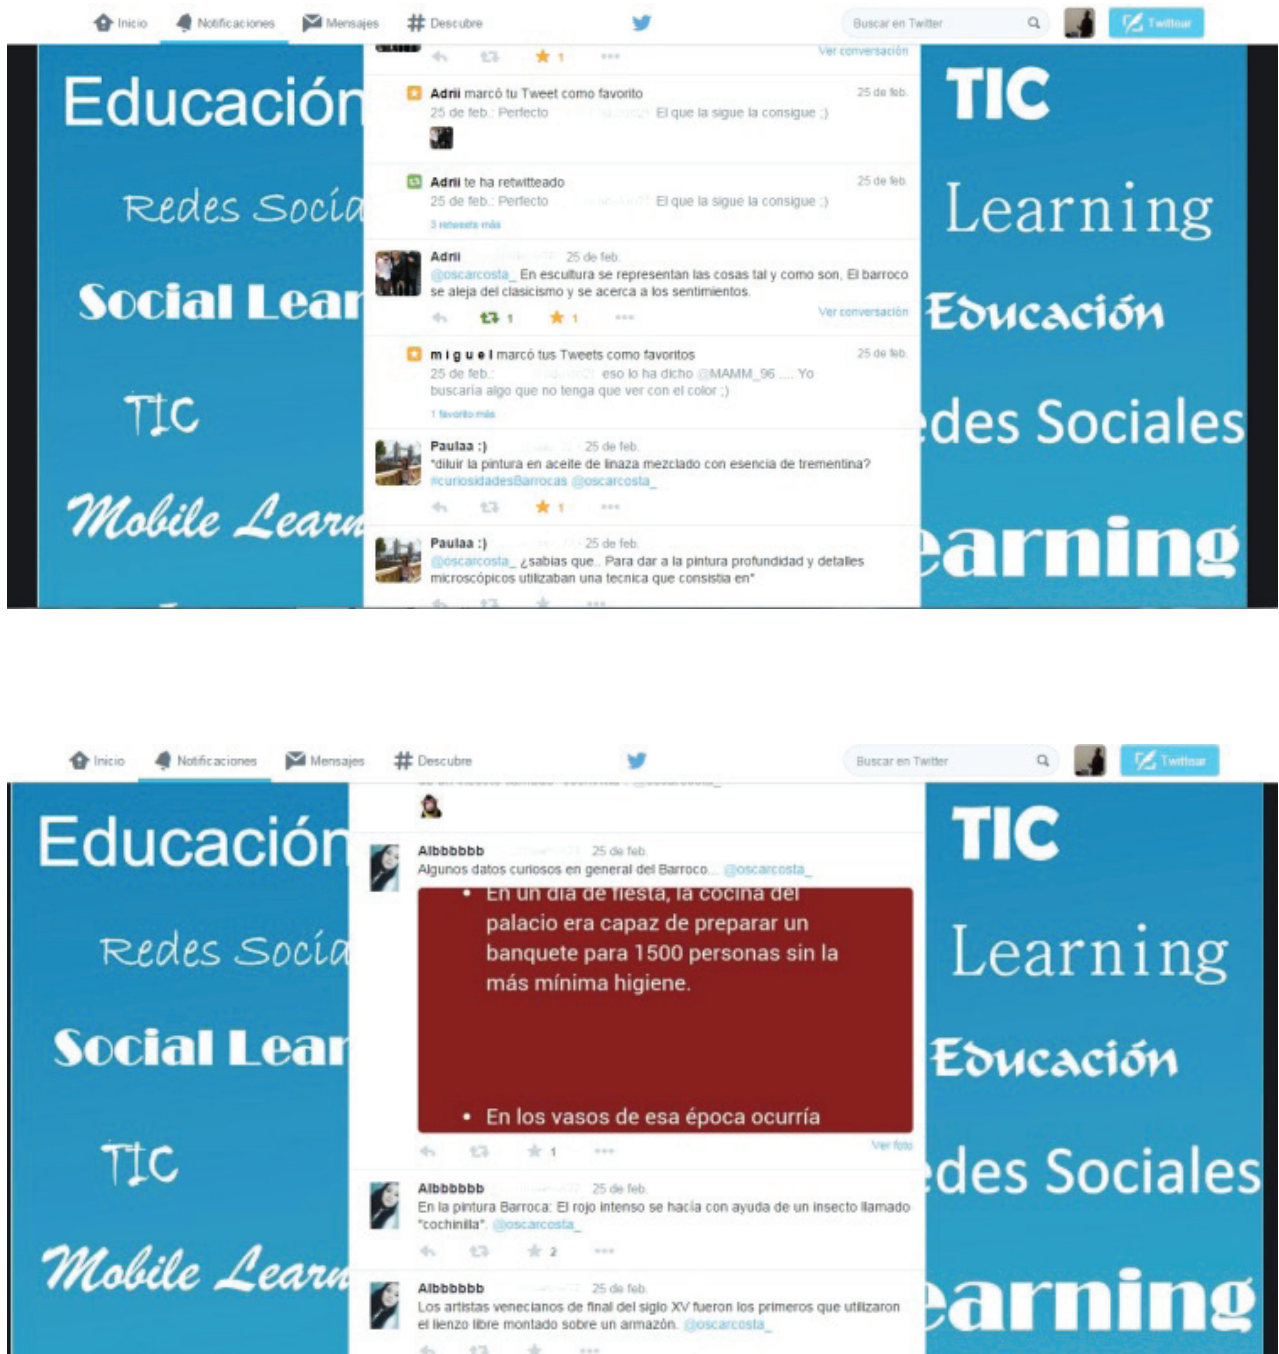 Inicio Notificaciones Mensajes # Descubre Buscar en Twitter Twittear
Ver conversación
1
Educación
Redes Socia
Social Lear
TIC
Mobile Learn
Adrii marcó tu Tweet como favorito 25 de feb.
25 de feb.: Perfecto El que la sigue la consigue ;)
Adrii te ha retwitteado 25 de feb.
25 de feb.: Perfecto El que la sigue la consigue ;)
3 retweets más
Adrii 25 de feb.
@oscarcosta_ En escultura se representan las cosas tal y como son, El barroco
se aleja del clasicismo y se acerca a los sentimientos.
1 1 Ver conversación
m i g u e l marcó tus Tweets como favoritos 25 de feb.
25 de feb.: eso lo ha dicho @MAMM_96 .... Yo
buscaría algo que no tenga que ver con el color ;)
1 favorito más
Paulaa :) 25 de feb.
"diluir la pintura en aceite de linaza mezclado con esencia de trementina?
#curiosidadesBarrocas @oscarcosta_
1
Paulaa :) 25 de feb.
@oscarcosta_ ¿sabias que.. Para dar a la pintura profundidad y detalles
microscópicos utilizaban una tecnica que consistia en"
TIC
Learning
Educación
edes Sociales
earning
Inicio Notificaciones Mensajes # Descubre Buscar en Twitter Twittear
Educación
Redes Socia
Social Lear
TIC
Mobile Learn
Albbbbbb 25 de feb.
Algunos datos curiosos en general del Barroco... @oscarcosta_
• En un día de fiesta, la cocina del
palacio era capaz de preparar un
banquete para 1500 personas sin la
más mínima higiene.
• En los vasos de esa época ocurría
1 Ver foto
Albbbbbb 25 de feb.
En la pintura Barroca: El rojo intenso se hacía con ayuda de un insecto llamado
"cochinilla". @oscarcosta_
2
Albbbbbb 25 de feb.
Los artistas venecianos de final del siglo XV fueron los primeros que utilizaron
el lienzo libre montado sobre un armazón. @oscarcosta_
TIC
Learning
Educación
edes Sociales
earning